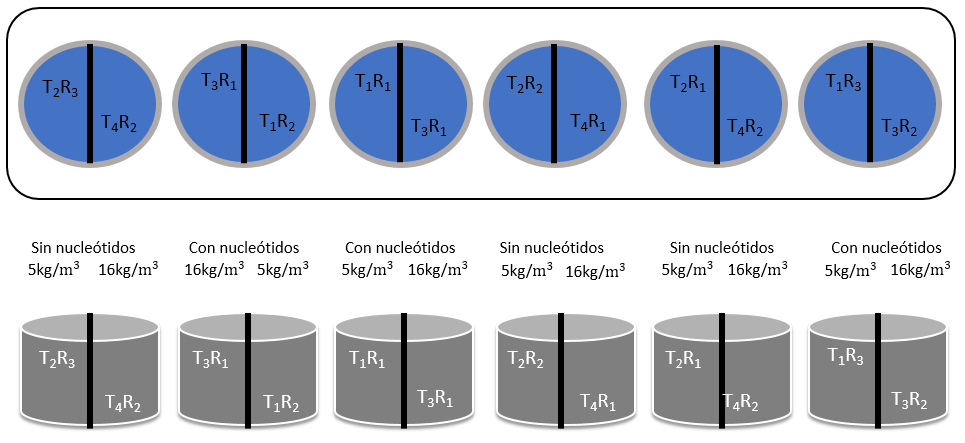 T₂R₃ T₃R₁ T₁R₁ T₂R₂ T₂R₁ T₁R₃
T₄R₂ T₁R₂ T₃R₁ T₄R₁ T₄R₂ T₃R₂
Sin nucleótidos Con nucleótidos Con nucleótidos Sin nucleótidos Sin nucleótidos Con nucleótidos
5kg/m³ 16kg/m³ 16kg/m³ 5kg/m³ 5kg/m³ 16kg/m³ 5kg/m³ 16kg/m³ 5kg/m³ 16kg/m³ 5kg/m³ 16kg/m³
T₂R₃ T₃R₁ T₁R₁ T₂R₂ T₂R₁ T₁R₃
T₄R₂ T₁R₂ T₃R₁ T₄R₁ T₄R₂ T₃R₂